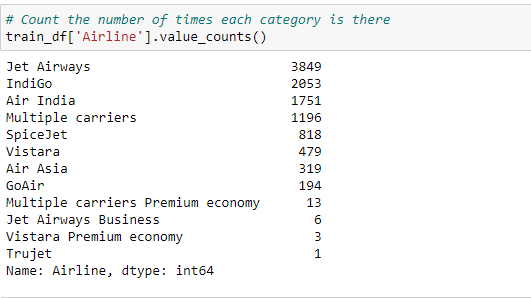 # Count the number of times each category is there
train_df['Airline'].value_counts()
Jet Airways 3849
IndiGo 2053
Air India 1751
Multiple carriers 1196
SpiceJet 818
Vistara 479
Air Asia 319
GoAir 194
Multiple carriers Premium economy 13
Jet Airways Business 6
Vistara Premium economy 3
Trujet 1
Name: Airline, dtype: int64